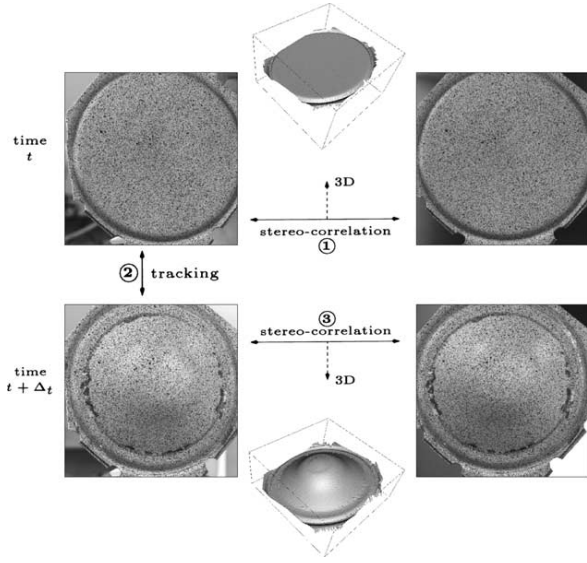 time
t
3D
stereo-correlation
①
② tracking
③
stereo-correlation
time
t + Δt
3D